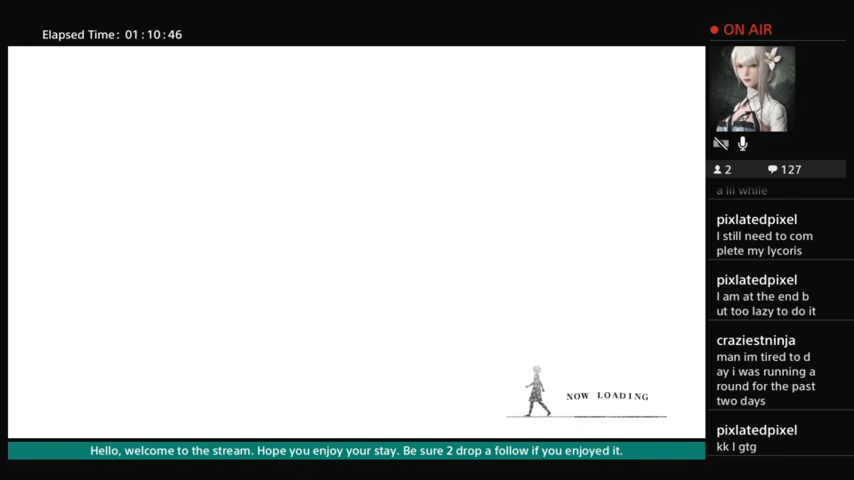 Elapsed Time: 01:10:46
ON AIR
2
127
a lil while
pixlatedpixel
I still need to com
plete my lycoris
pixlatedpixel
I am at the end b
ut too lazy to do it
craziestninja
man im tired to d
ay i was running a
round for the past
two days
pixlatedpixel
kk I gtg
NOW LOADING
Hello, welcome to the stream. Hope you enjoy your stay. Be sure 2 drop a follow if you enjoyed it.